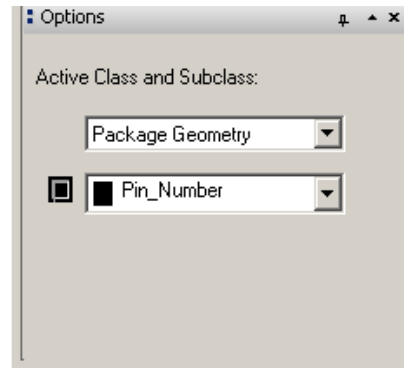 Options
Active Class and Subclass:
Package Geometry
Pin_Number